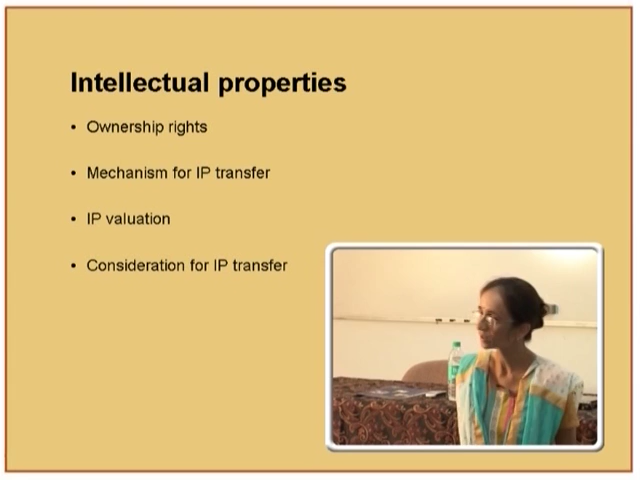 Intellectual properties
• Ownership rights
• Mechanism for IP transfer
• IP valuation
• Consideration for IP transfer